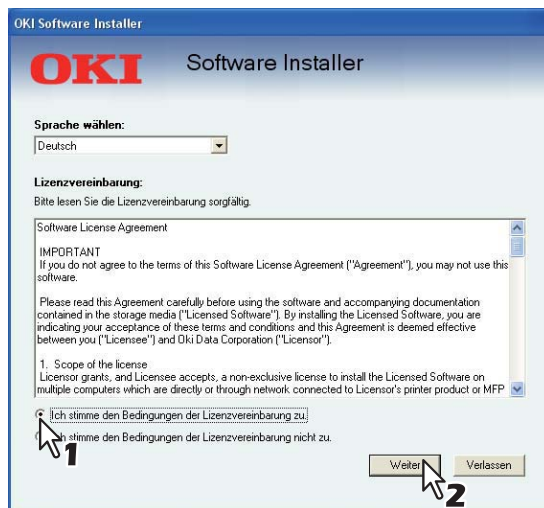 OKI Software Installer
OKI
Software Installer
Sprache wählen:
Deutsch
Lizenzvereinbarung:
Bitte lesen Sie die Lizenzvereinbarung sorgfältig.
Software License Agreement
IMPORTANT
If you do not agree to the terms of this Software License Agreement ("Agreement"), you may not use this
software.
Please read this Agreement carefully before using the software and accompanying documentation
contained in the storage media ("Licensed Software"). By installing the Licensed Software, you are
indicating your acceptance of these terms and conditions and this Agreement is deemed effective
between you ("Licensee") and Oki Data Corporation ("Licensor").
1. Scope of the license
Licensor grants, and Licensee accepts, a non-exclusive license to install the Licensed Software on
multiple computers which are directly or through network connected to Licensor's printer product or MFP
Ich stimme den Bedingungen der Lizenzvereinbarung zu.
Ich stimme den Bedingungen der Lizenzvereinbarung nicht zu.
1
Weiter
Verlassen
2